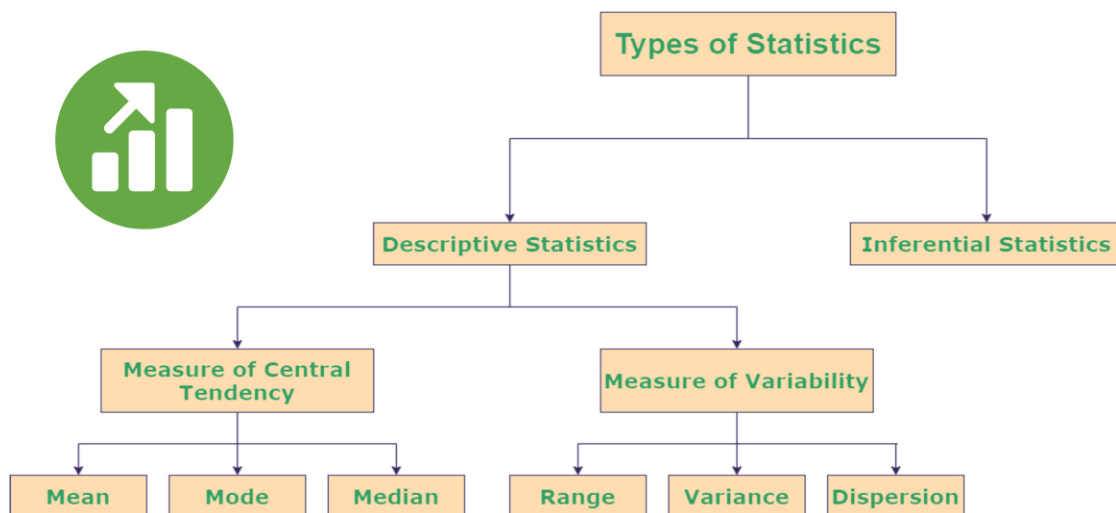 Types of Statistics
Descriptive Statistics
Inferential Statistics
Measure of Central
Tendency
Measure of Variability
Mean
Mode
Median
Range
Variance
Dispersion